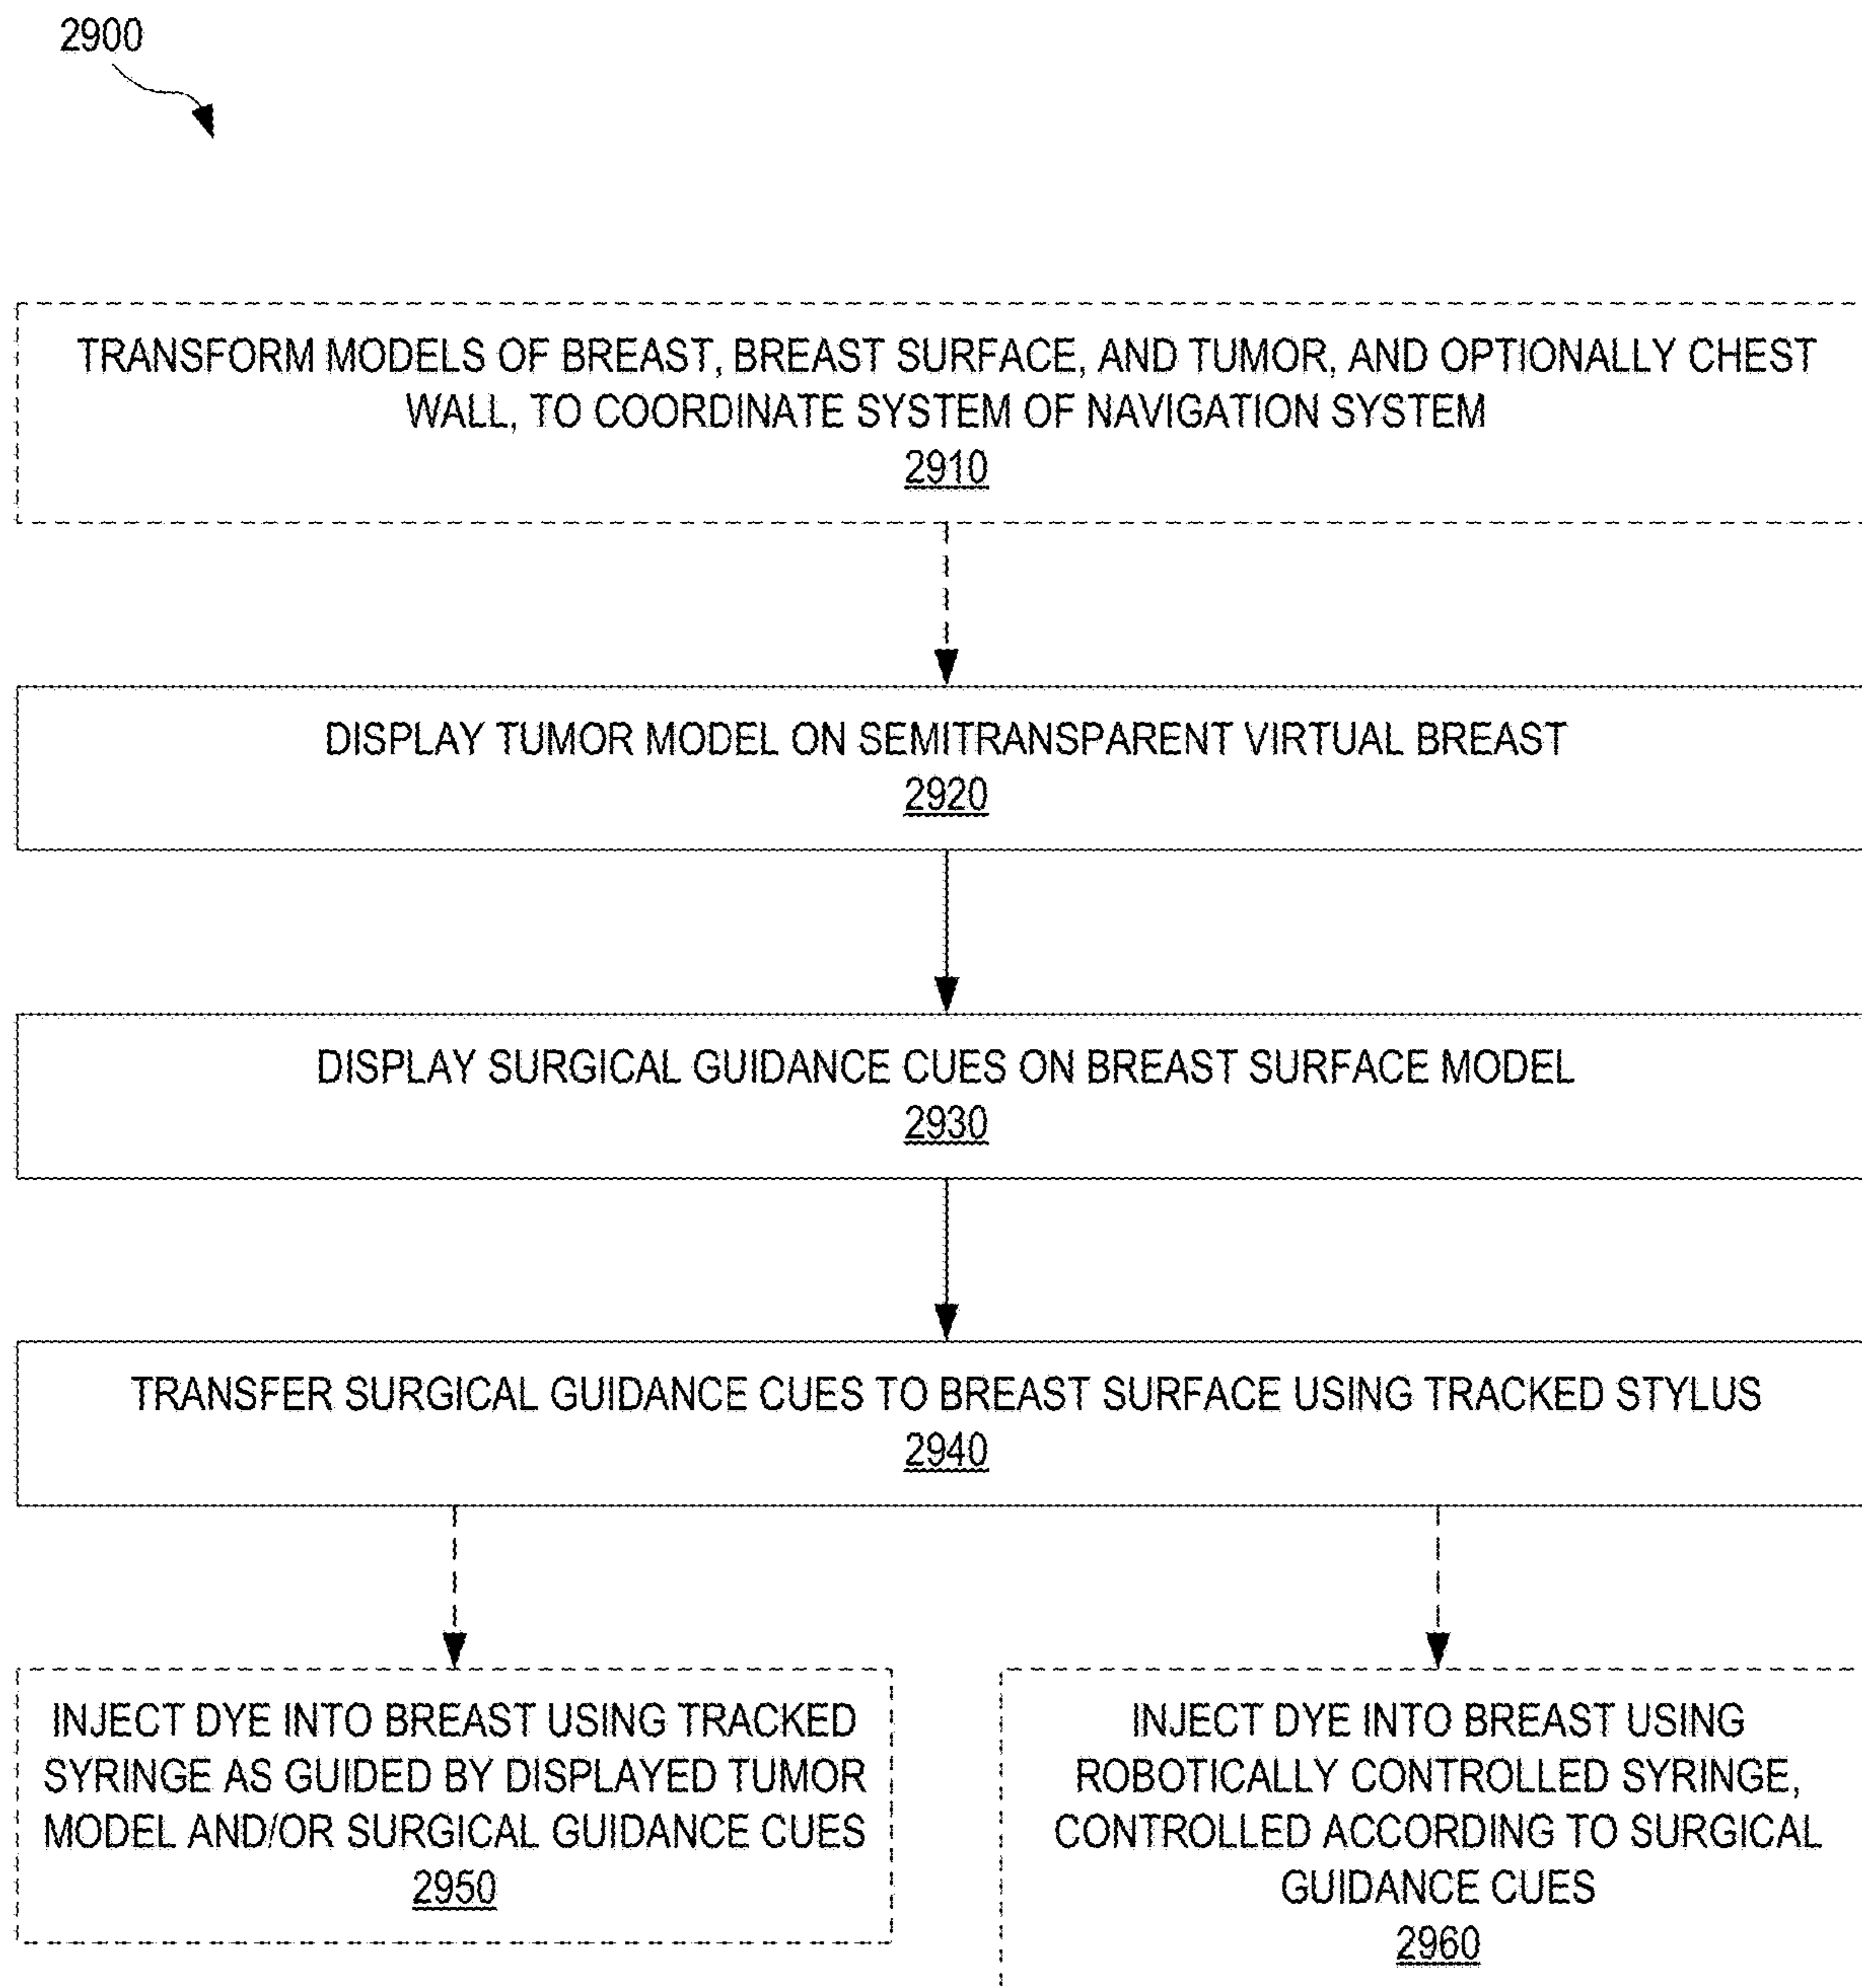 2900
TRANSFORM MODELS OF BREAST, BREAST SURFACE, AND TUMOR, AND OPTIONALLY CHEST
WALL, TO COORDINATE SYSTEM OF NAVIGATION SYSTEM
2910
DISPLAY TUMOR MODEL ON SEMITRANSPARENT VIRTUAL BREAST
2920
DISPLAY SURGICAL GUIDANCE CUES ON BREAST SURFACE MODEL
2930
TRANSFER SURGICAL GUIDANCE CUES TO BREAST SURFACE USING TRACKED STYLUS
2940
INJECT DYE INTO BREAST USING TRACKED
SYRINGE AS GUIDED BY DISPLAYED TUMOR
MODEL AND/OR SURGICAL GUIDANCE CUES
2950
INJECT DYE INTO BREAST USING
ROBOTICALLY CONTROLLED SYRINGE,
CONTROLLED ACCORDING TO SURGICAL
GUIDANCE CUES
2960